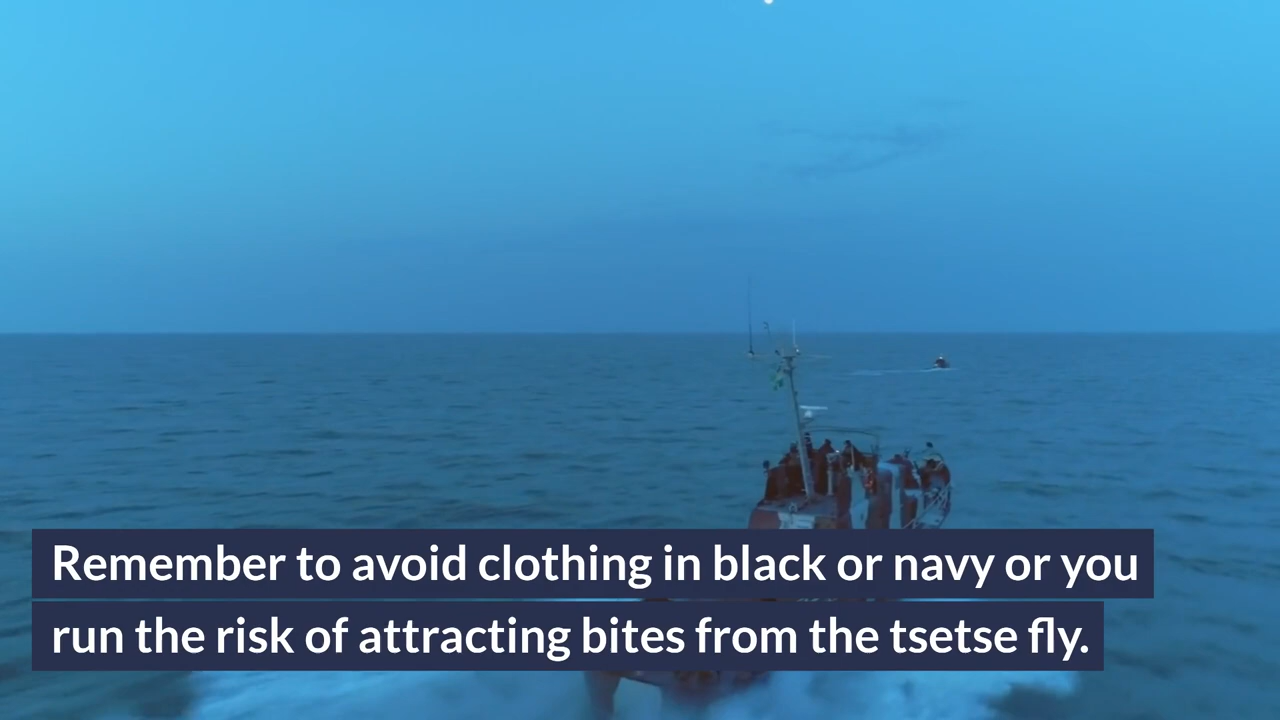 Remember to avoid clothing in black or navy or you
run the risk of attracting bites from the tsetse fly.